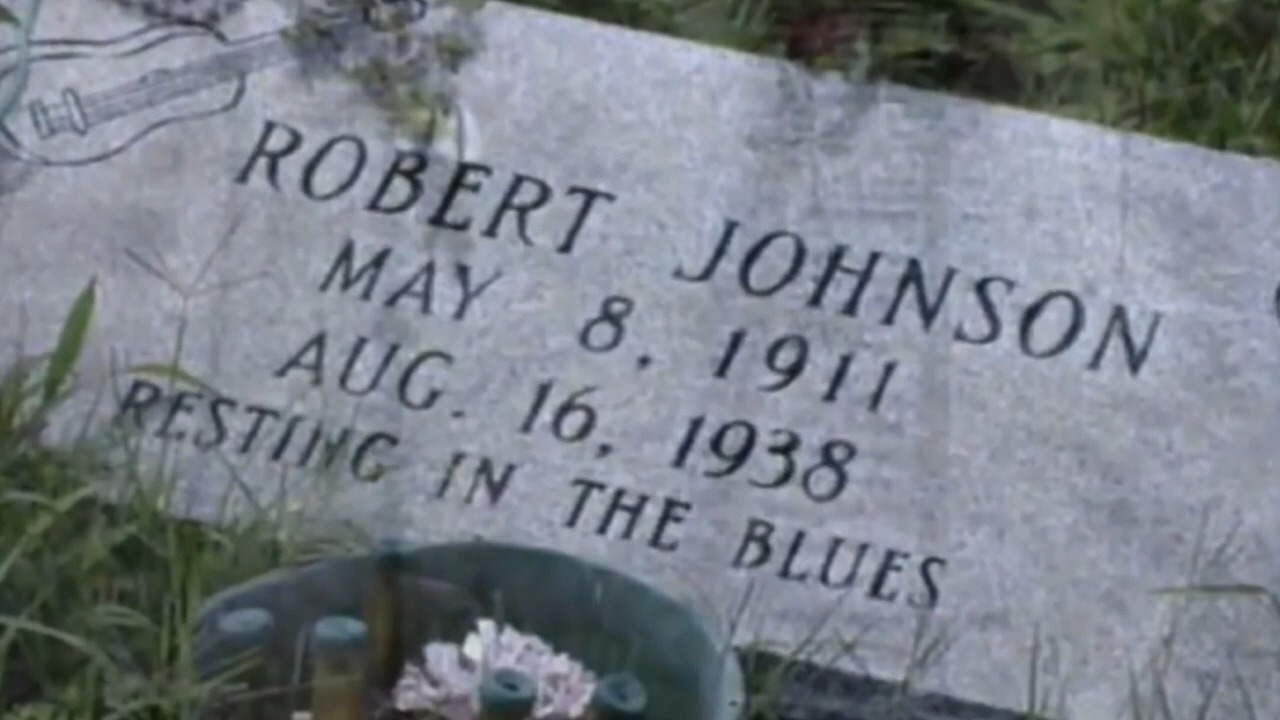 ROBERT JOHNSON
MAY 8, 1911
AUG. 16, 1938
RESTING IN THE BLUES